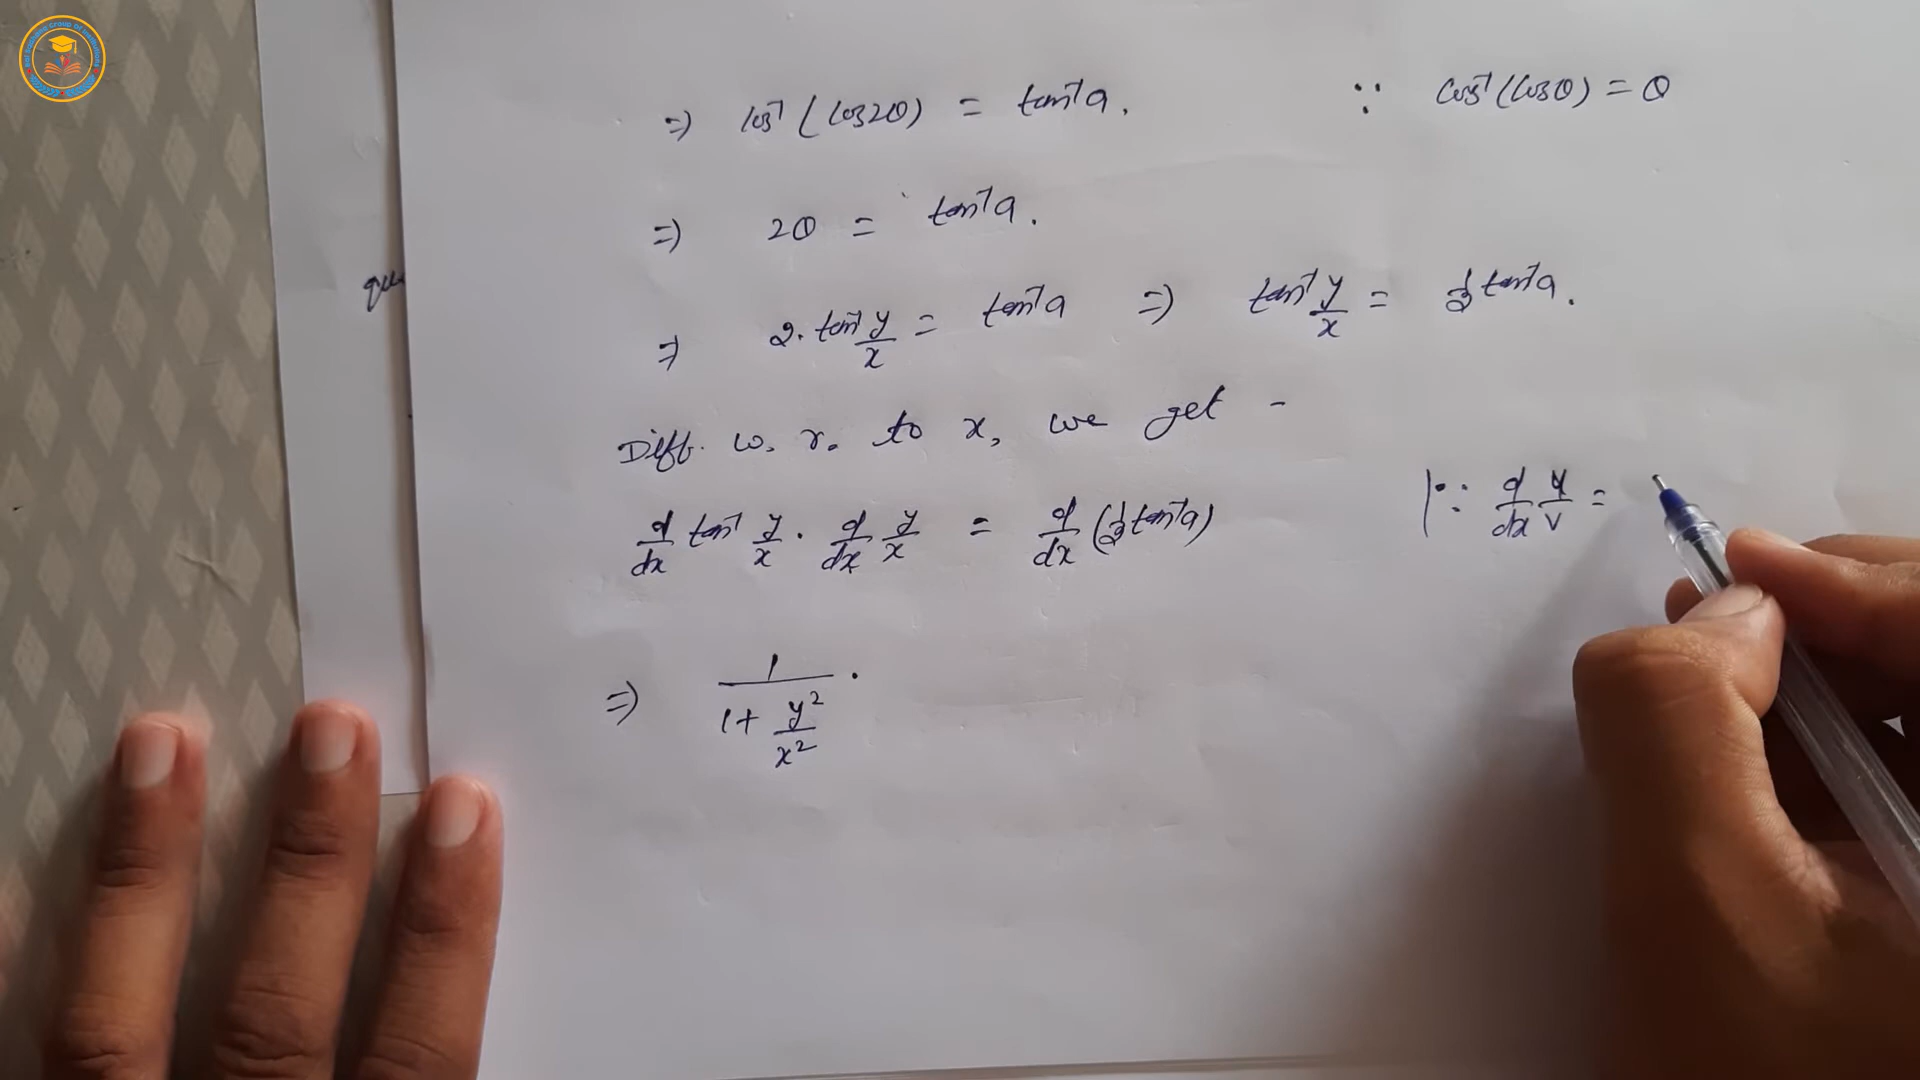 => cos⁻¹(cos2θ) = tan⁻¹a. ∵ cos⁻¹(cosθ) = θ
=> 2θ = tan⁻¹a.
=> 2. tan⁻¹ y/x = tan⁻¹a => tan⁻¹ y/x = 1/2 tan⁻¹a.
Diff. w. r. to x, we get -
d/dx tan⁻¹ y/x . d/dx y/x = d/dx (1/2 tan⁻¹a) |∵ d/dx u/v =
=> 1/(1 + y²/x²) .